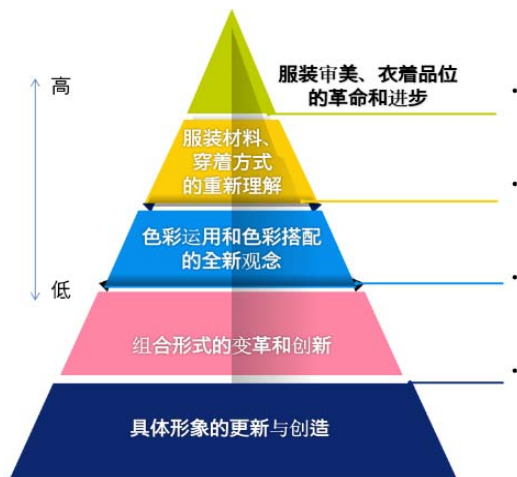 高
服装审美、衣着品位
的革命和进步
服装材料、
穿着方式
的重新理解
色彩运用和色彩搭配
的全新观念
低
组合形式的变革和创新
具体形象的更新与创造